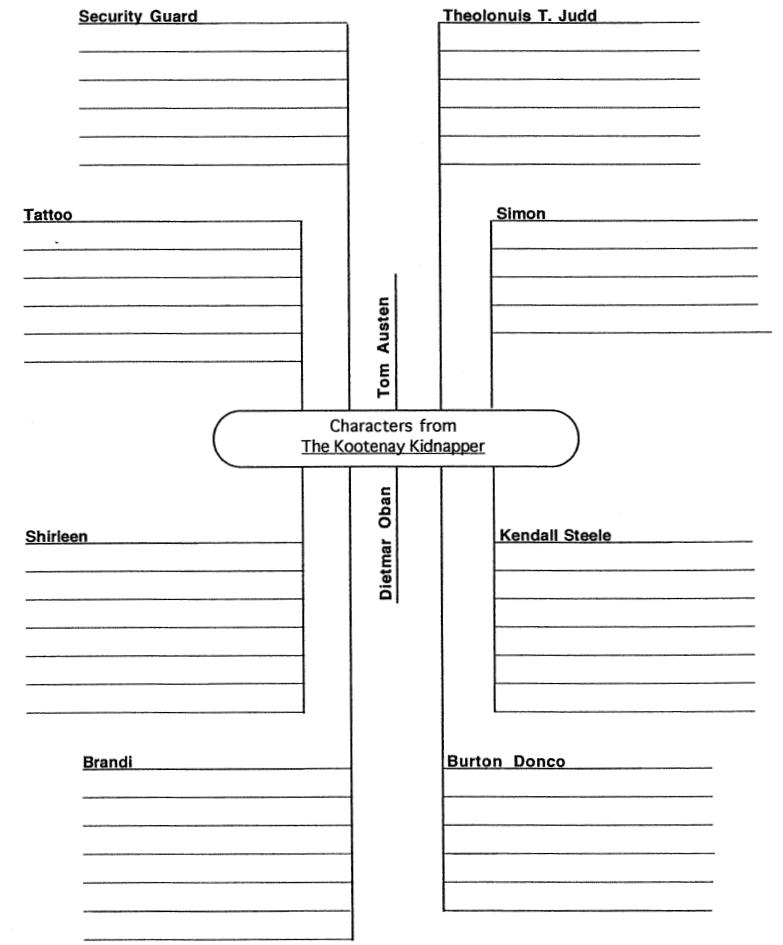 Security Guard
Theolonuis T. Judd
Tattoo
Simon
Tom Austen
Characters from
The Kootenay Kidnapper
Dietmar Oban
Shirleen
Kendall Steele
Brandi
Burton Donco